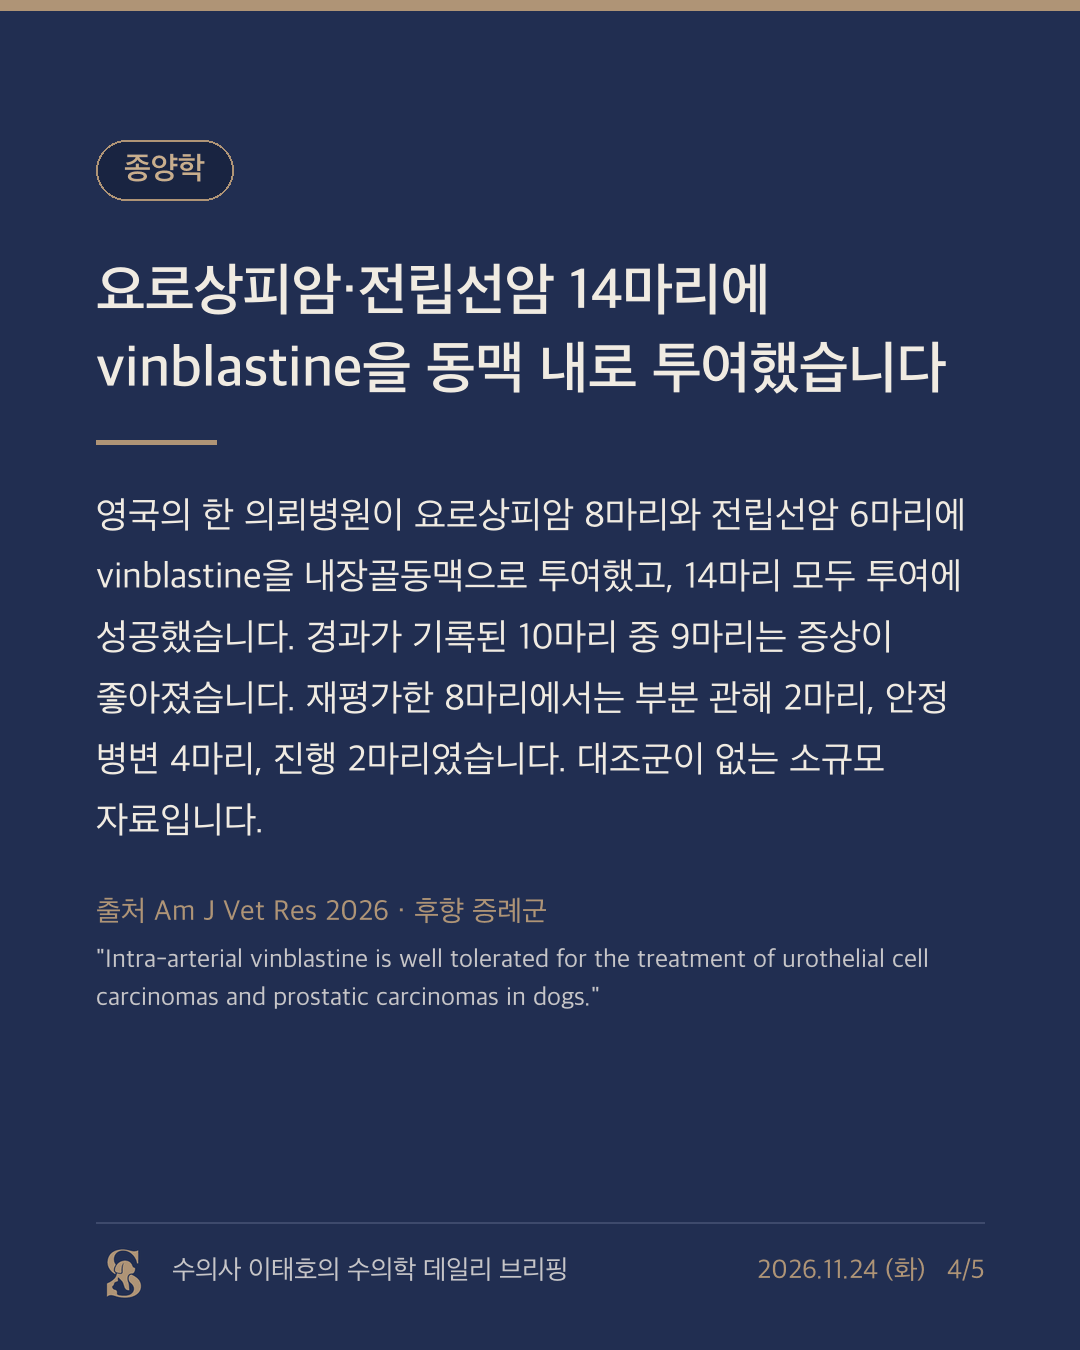 종양학
요로상피암·전립선암 14마리에
vinblastine을 동맥 내로 투여했습니다
영국의 한 의뢰병원이 요로상피암 8마리와 전립선암 6마리에
vinblastine을 내장골동맥으로 투여했고, 14마리 모두 투여에
성공했습니다. 경과가 기록된 10마리 중 9마리는 증상이
좋아졌습니다. 재평가한 8마리에서는 부분 관해 2마리, 안정
병변 4마리, 진행 2마리였습니다. 대조군이 없는 소규모
자료입니다.
출처 Am J Vet Res 2026 · 후향 증례군
"Intra-arterial vinblastine is well tolerated for the treatment of urothelial cell
carcinomas and prostatic carcinomas in dogs."
S 수의사 이태호의 수의학 데일리 브리핑 2026.11.24 (화) 4/5